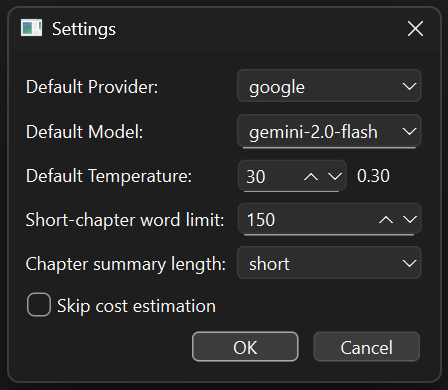 Settings
Default Provider: google
Default Model: gemini-2.0-flash
Default Temperature: 30 0.30
Short-chapter word limit: 150
Chapter summary length: short
Skip cost estimation
OK Cancel